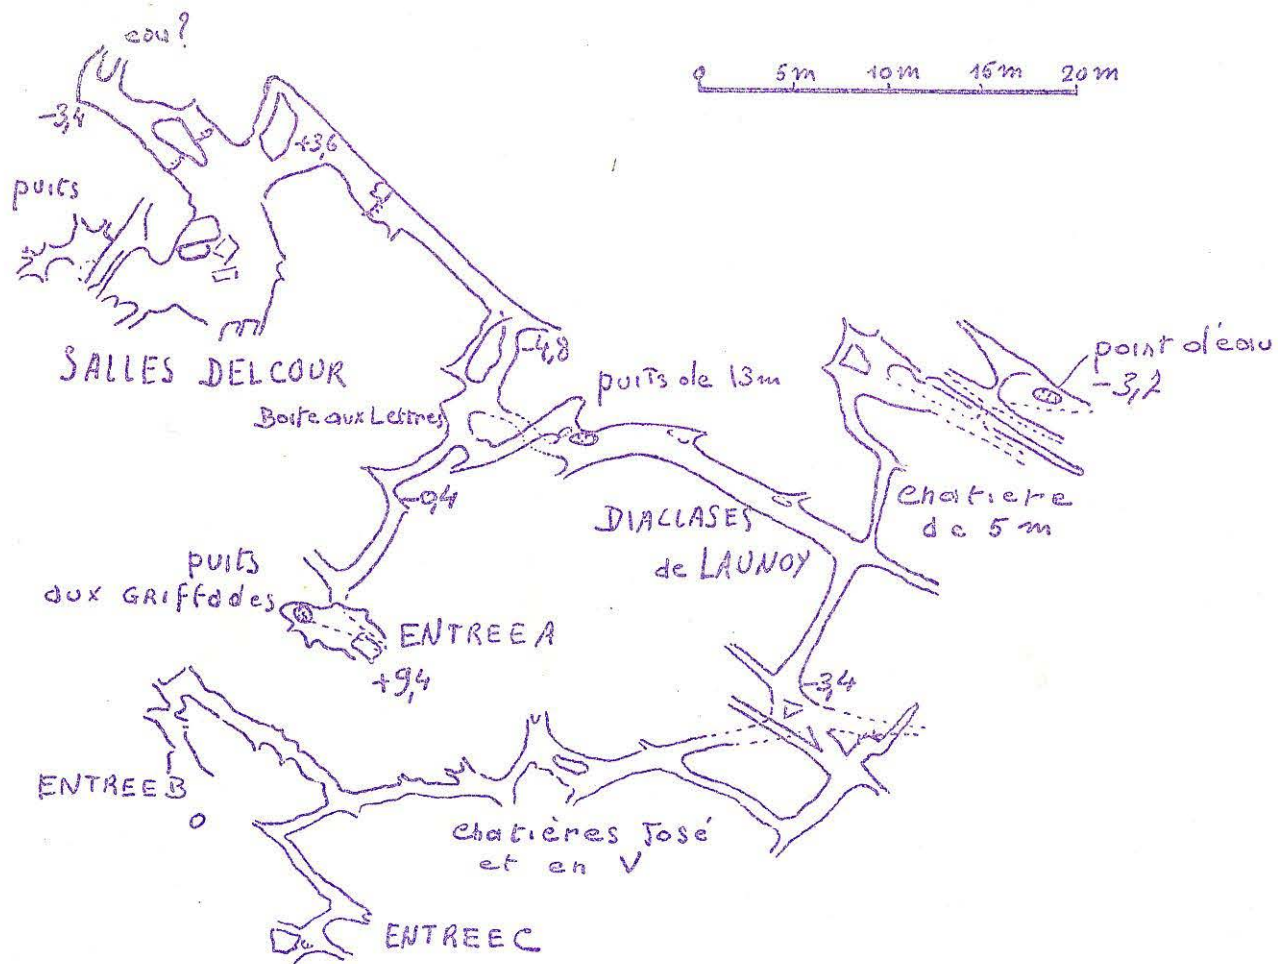 eau?
0 5m 10m 15m 20m
-3,4
+3,6
puits
SALLES DELCOUR
-4,8
point d'eau
-3,2
puits de 13m
Boite aux Lettres
-0,4
chatiere
de 5m
DIACLASES
de LAUNOY
puits
aux GRIFFades
ENTREE A
+9,4
-3,4
ENTREE B
0
chatières José
et en V
ENTREE C